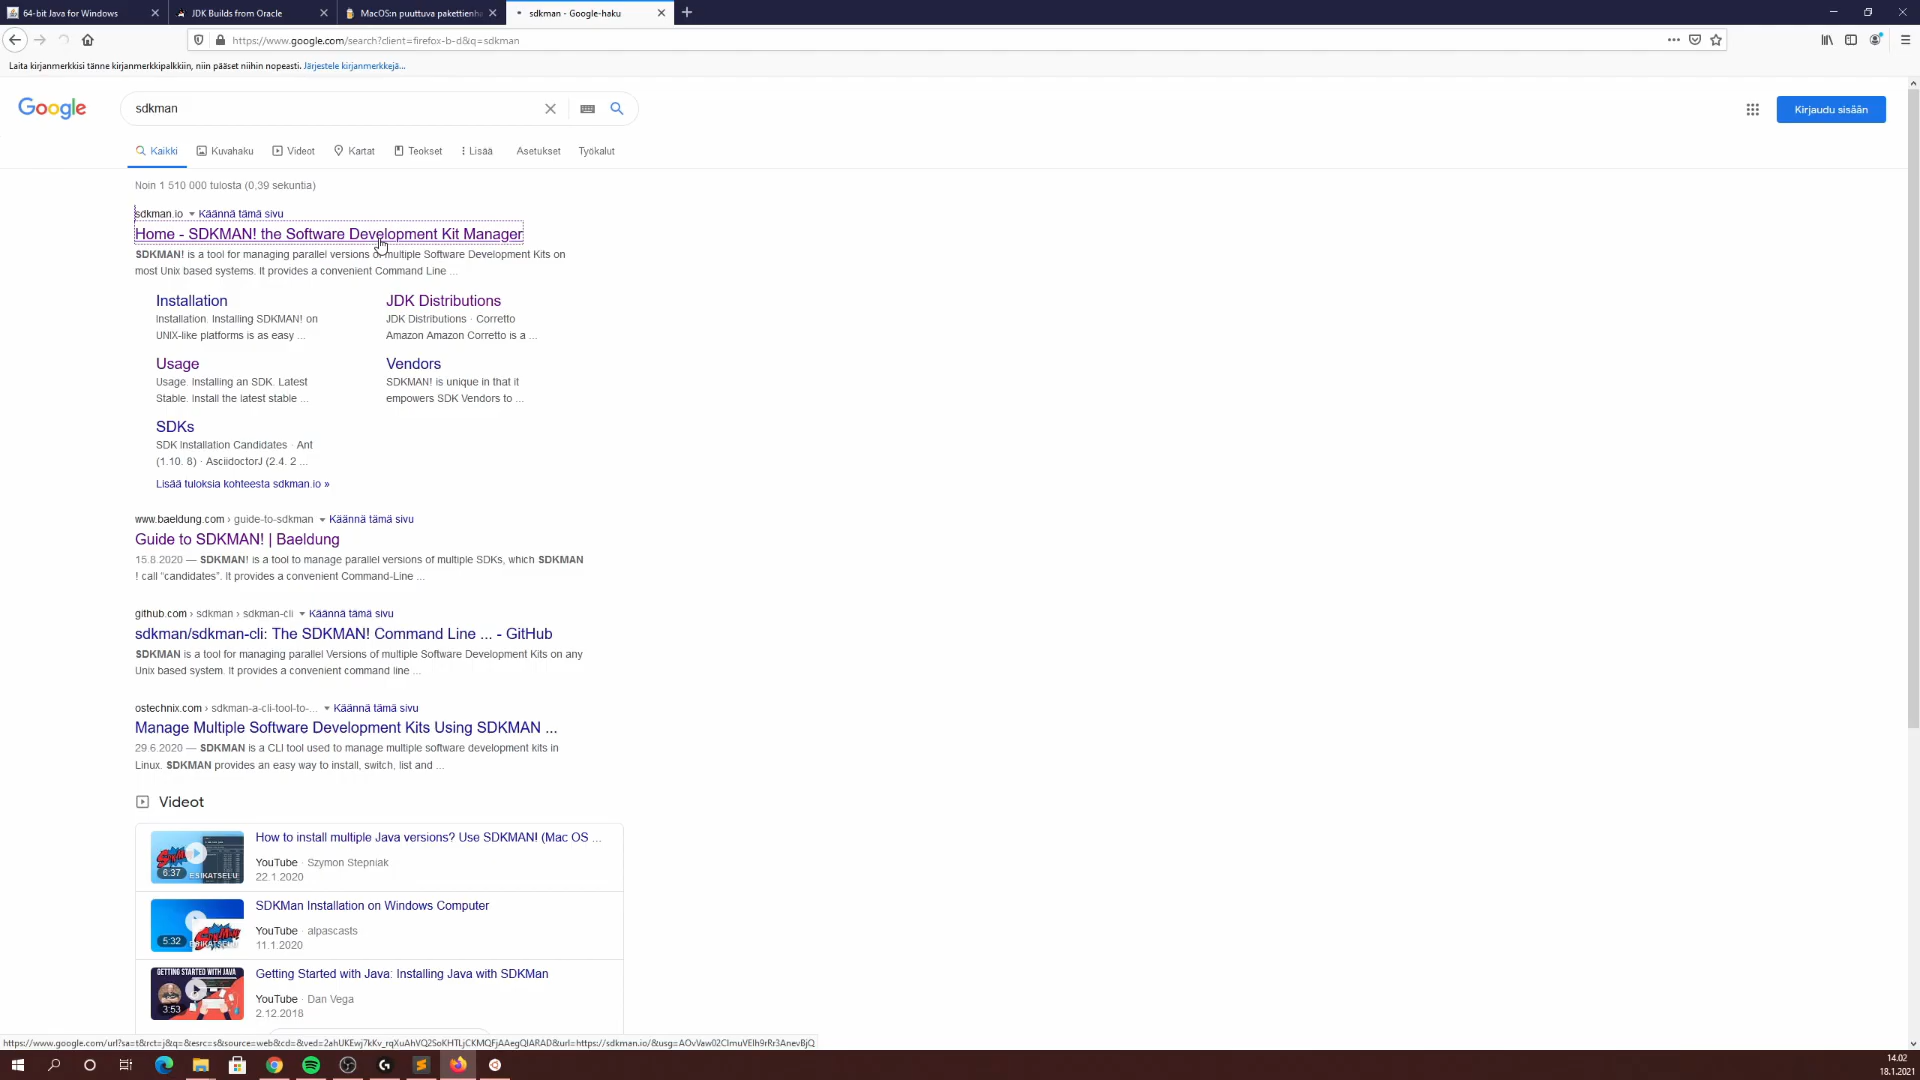 64-bit Java for Windows
JDK Builds from Oracle
MacOS:n puuttuva pakettienha
sdkman - Google-haku
https://www.google.com/search?client=firefox-b-d&q=sdkman
Laita kirjanmerkkisi tänne kirjanmerkkipalkkiin, niin pääset niihin nopeasti. Järjestele kirjanmerkkejä...
Google
sdkman
Kirjaudu sisään
Kaikki
Kuvahaku
Videot
Kartat
Teokset
Lisää
Asetukset
Työkalut
Noin 1 510 000 tulosta (0,39 sekuntia)
sdkman.io Käännä tämä sivu
Home - SDKMAN! the Software Development Kit Manager
SDKMAN! is a tool for managing parallel versions of multiple Software Development Kits on
most Unix based systems. It provides a convenient Command Line ...
Installation
Installation. Installing SDKMAN! on
UNIX-like platforms is as easy ...
JDK Distributions
JDK Distributions · Corretto
Amazon Amazon Corretto is a ...
Usage
Usage. Installing an SDK. Latest
Stable. Install the latest stable ...
Vendors
SDKMAN! is unique in that it
empowers SDK Vendors to ...
SDKs
SDK Installation Candidates · Ant
(1.10. 8) · AsciidoctorJ (2.4. 2 ...
Lisää tuloksia kohteesta sdkman.io »
www.baeldung.com › guide-to-sdkman Käännä tämä sivu
Guide to SDKMAN! | Baeldung
15.8.2020 — SDKMAN! is a tool to manage parallel versions of multiple SDKs, which SDKMAN
! call “candidates”. It provides a convenient Command-Line ...
github.com › sdkman › sdkman-cli Käännä tämä sivu
sdkman/sdkman-cli: The SDKMAN! Command Line ... - GitHub
SDKMAN is a tool for managing parallel Versions of multiple Software Development Kits on any
Unix based system. It provides a convenient command line ...
ostechnix.com › sdkman-a-cli-tool-to-... Käännä tämä sivu
Manage Multiple Software Development Kits Using SDKMAN ...
29.6.2020 — SDKMAN is a CLI tool used to manage multiple software development kits in
Linux. SDKMAN provides an easy way to install, switch, list and ...
Videot
6:37 ESIKATSELU
How to install multiple Java versions? Use SDKMAN! (Mac OS ...
YouTube · Szymon Stepniak
22.1.2020
5:32 ESIKATSELU
SDKMan Installation on Windows Computer
YouTube · alpascasts
11.1.2020
GETTING STARTED WITH JAVA
3:53
Getting Started with Java: Installing Java with SDKMan
YouTube · Dan Vega
2.12.2018
14.02
18.1.2021